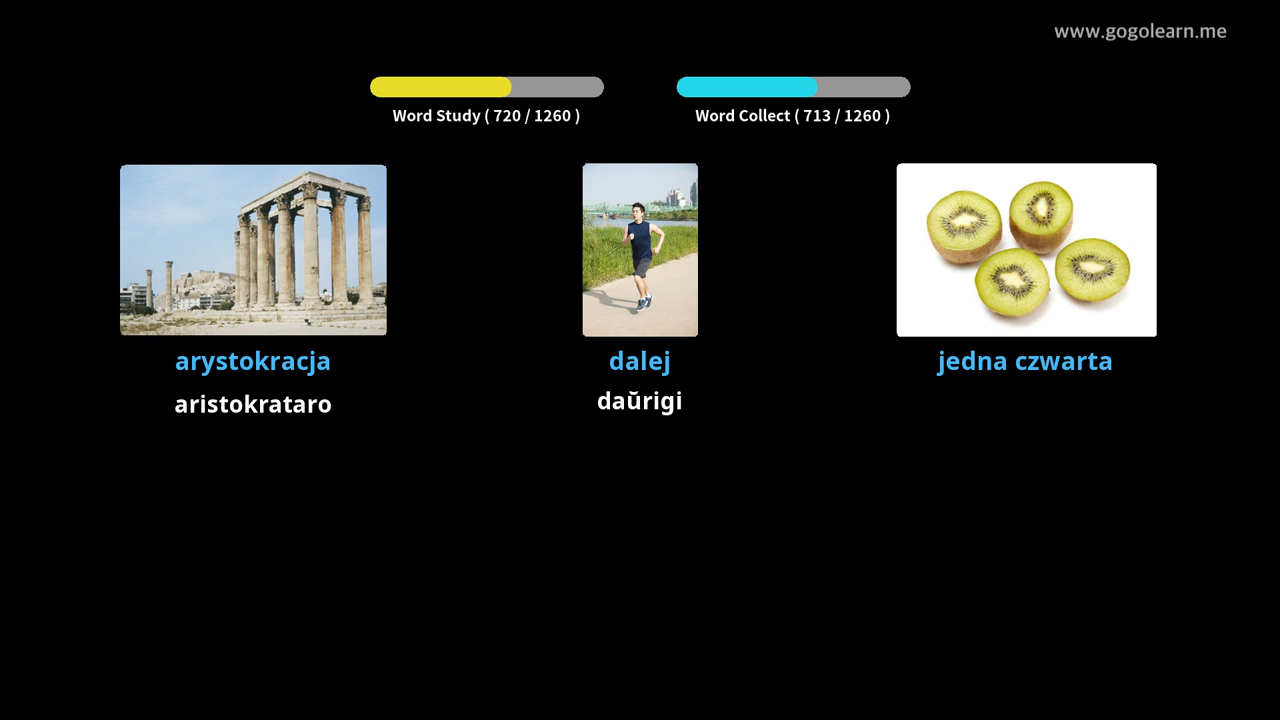 www.gogolearn.me
Word Study ( 720 / 1260 )
Word Collect ( 713 / 1260 )
arystokracja
dalej
jedna czwarta
aristokrataro
daŭrigi